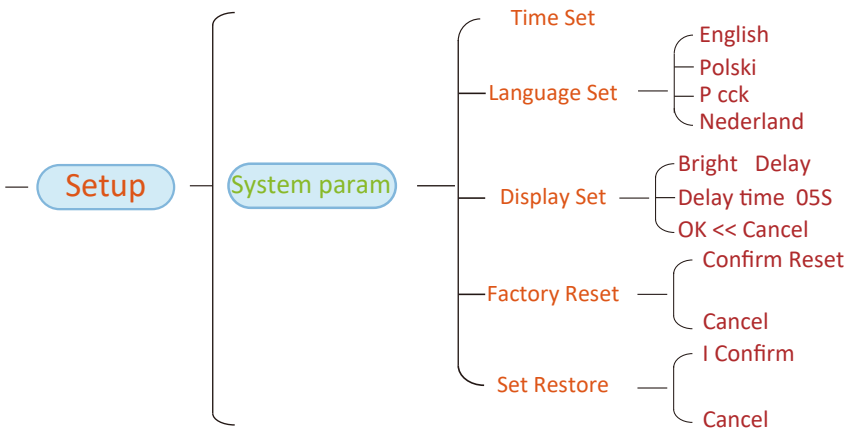 Setup
System param
Time Set
Language Set
English
Polski
P cck
Nederland
Display Set
Bright Delay
Delay time 05S
OK << Cancel
Factory Reset
Confirm Reset
Cancel
Set Restore
I Confirm
Cancel